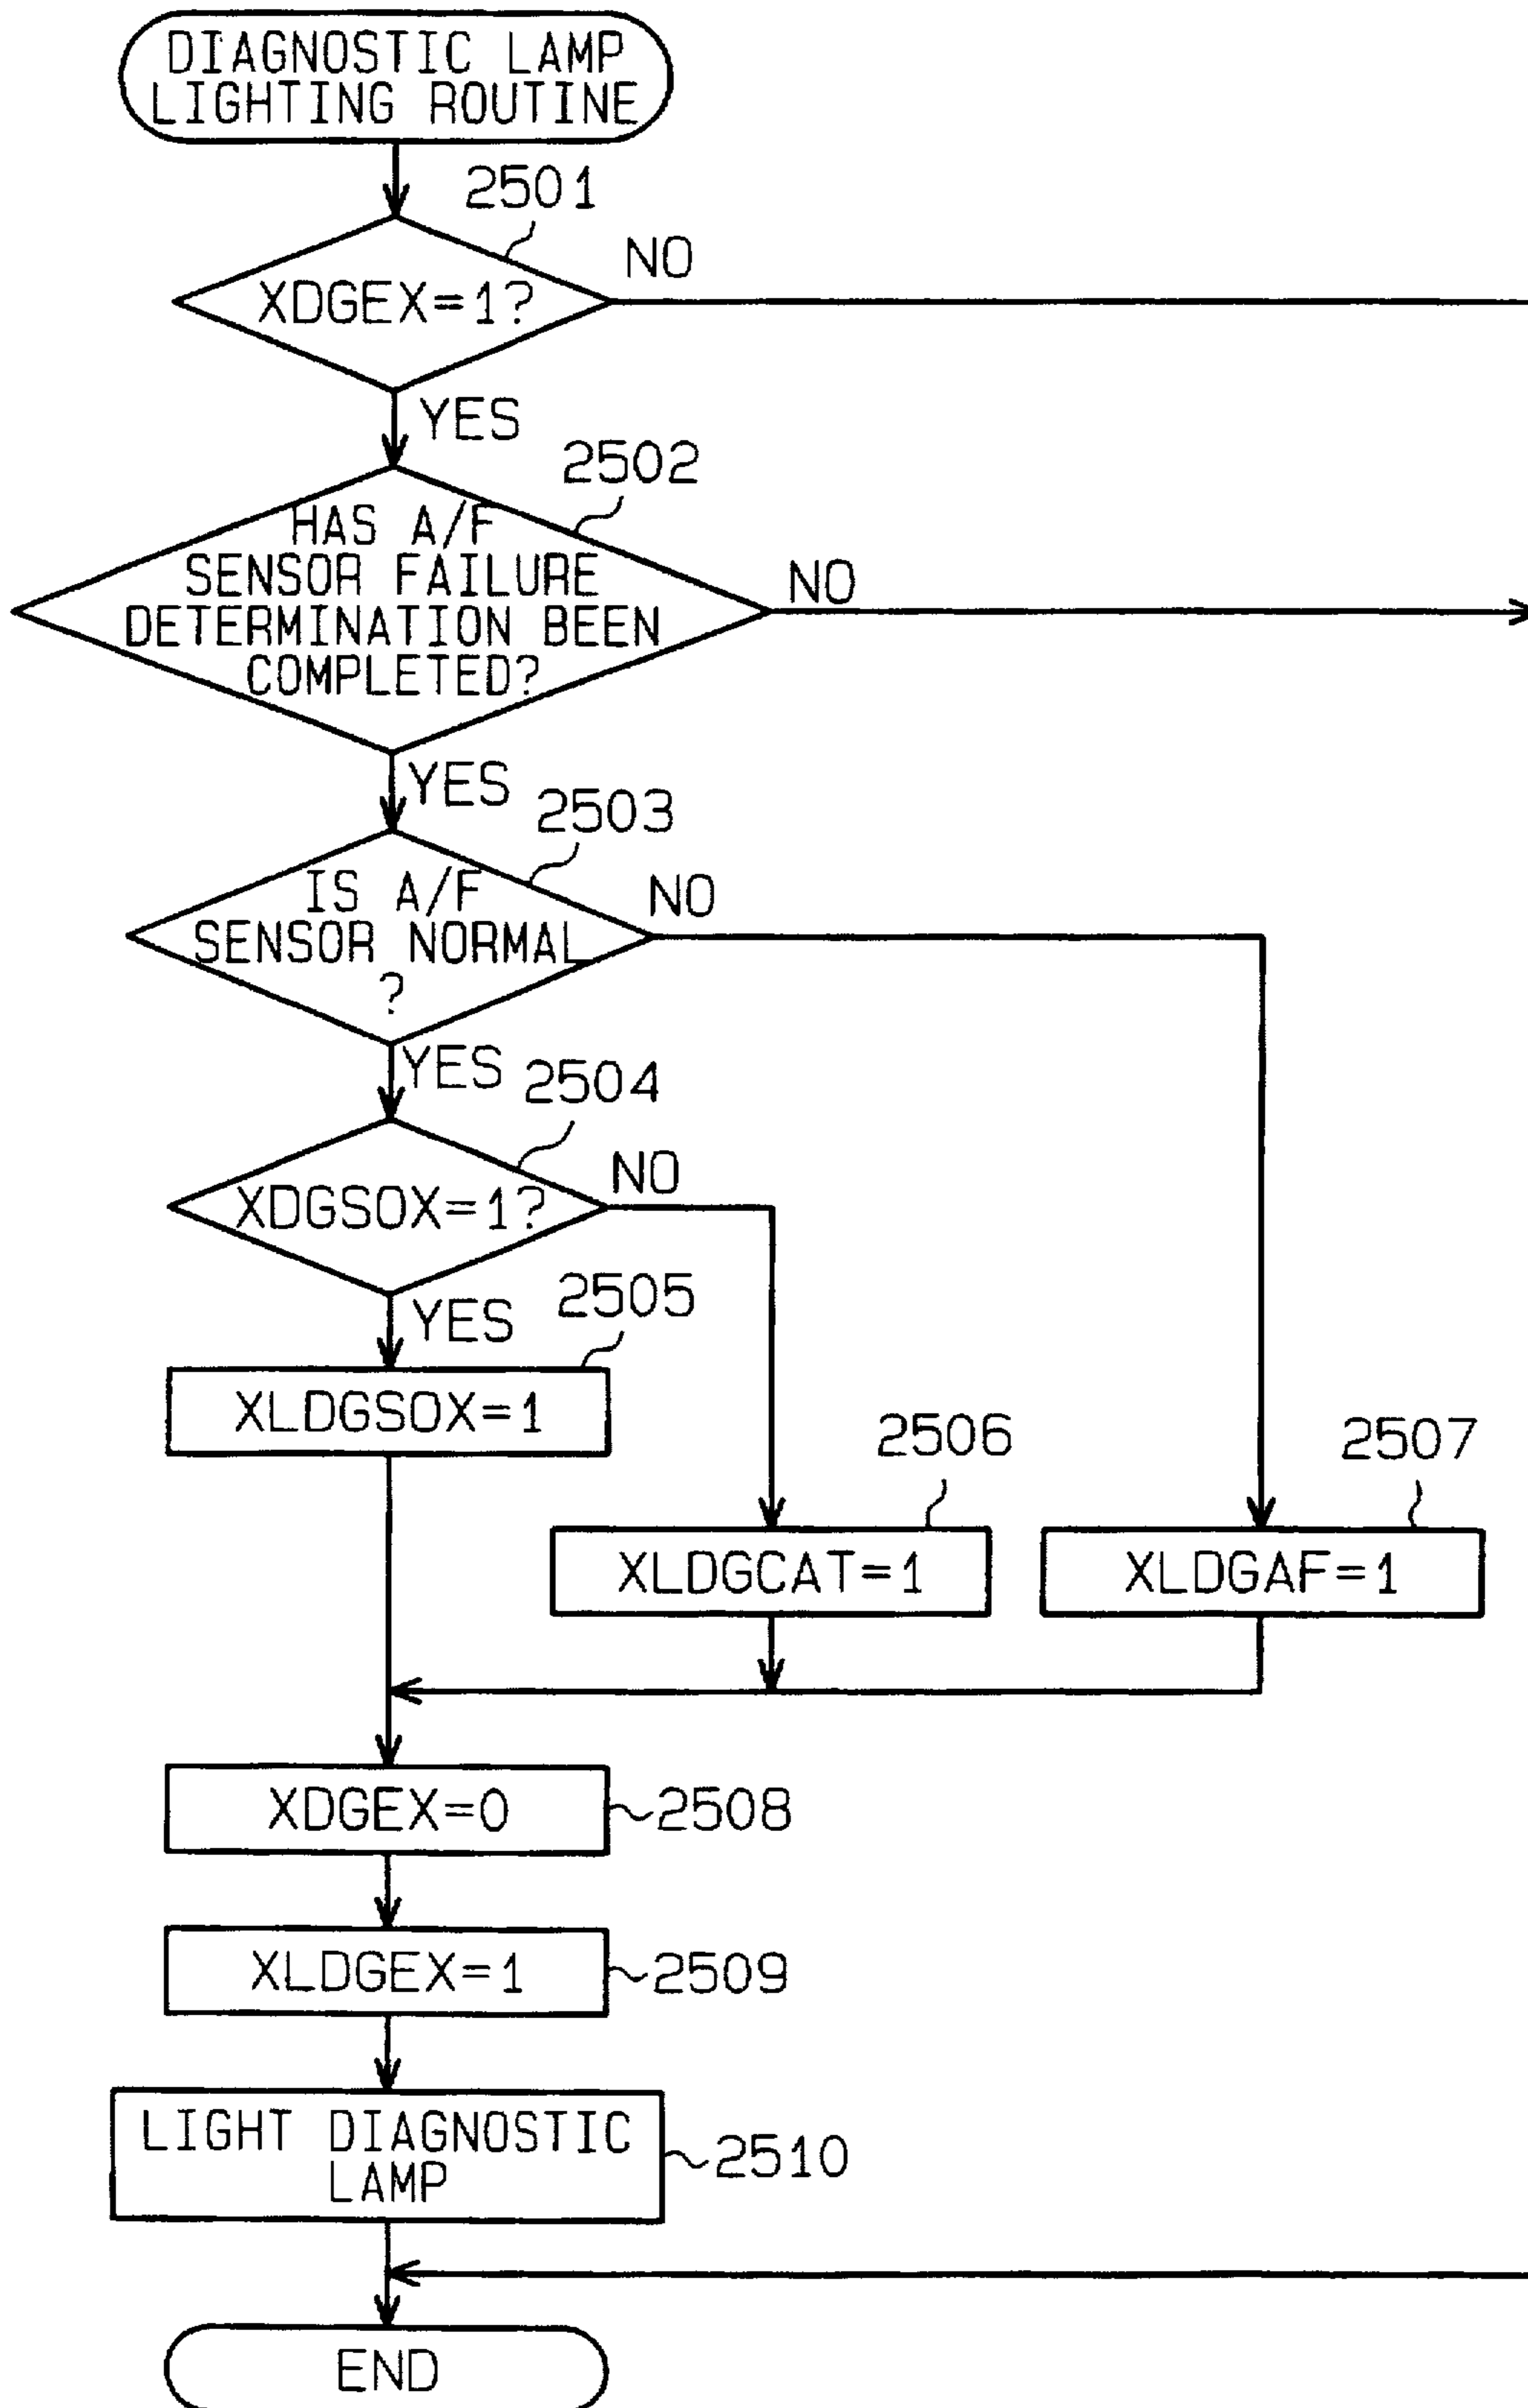 DIAGNOSTIC LAMP
LIGHTING ROUTINE
2501
XDGEX=1?
NO
YES
2502
HAS A/F
SENSOR FAILURE
DETERMINATION BEEN
COMPLETED?
NO
YES
2503
IS A/F
SENSOR NORMAL
?
NO
YES
2504
XDGSOX=1?
NO
YES
2505
XLDGSOX=1
2506
XLDGCAT=1
2507
XLDGAF=1
XDGEX=0
2508
XLDGEX=1
2509
LIGHT DIAGNOSTIC
LAMP
2510
END